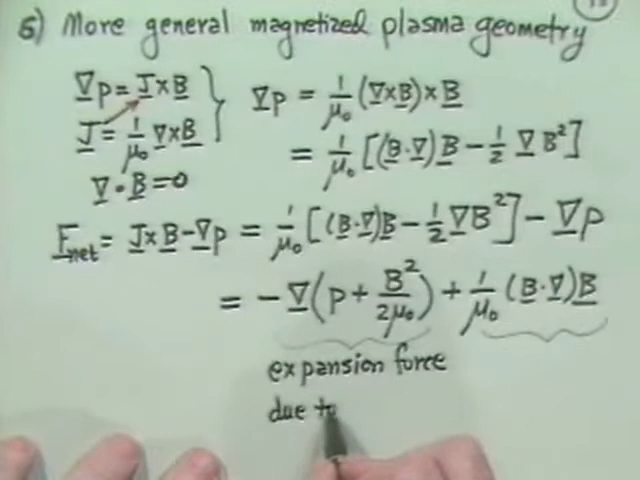 5) More general magnetized plasma geometry
∇p = J×B } ∇p = 1/μ₀ (∇×B)×B
J = 1/μ₀ ∇×B
= 1/μ₀ [(B·∇)B − 1/2 ∇B²]
∇·B = 0
F_net = J×B − ∇p = 1/μ₀ [(B·∇)B − 1/2 ∇B²] − ∇p
= −∇(p + B²/2μ₀) + 1/μ₀ (B·∇)B
expansion force
due to